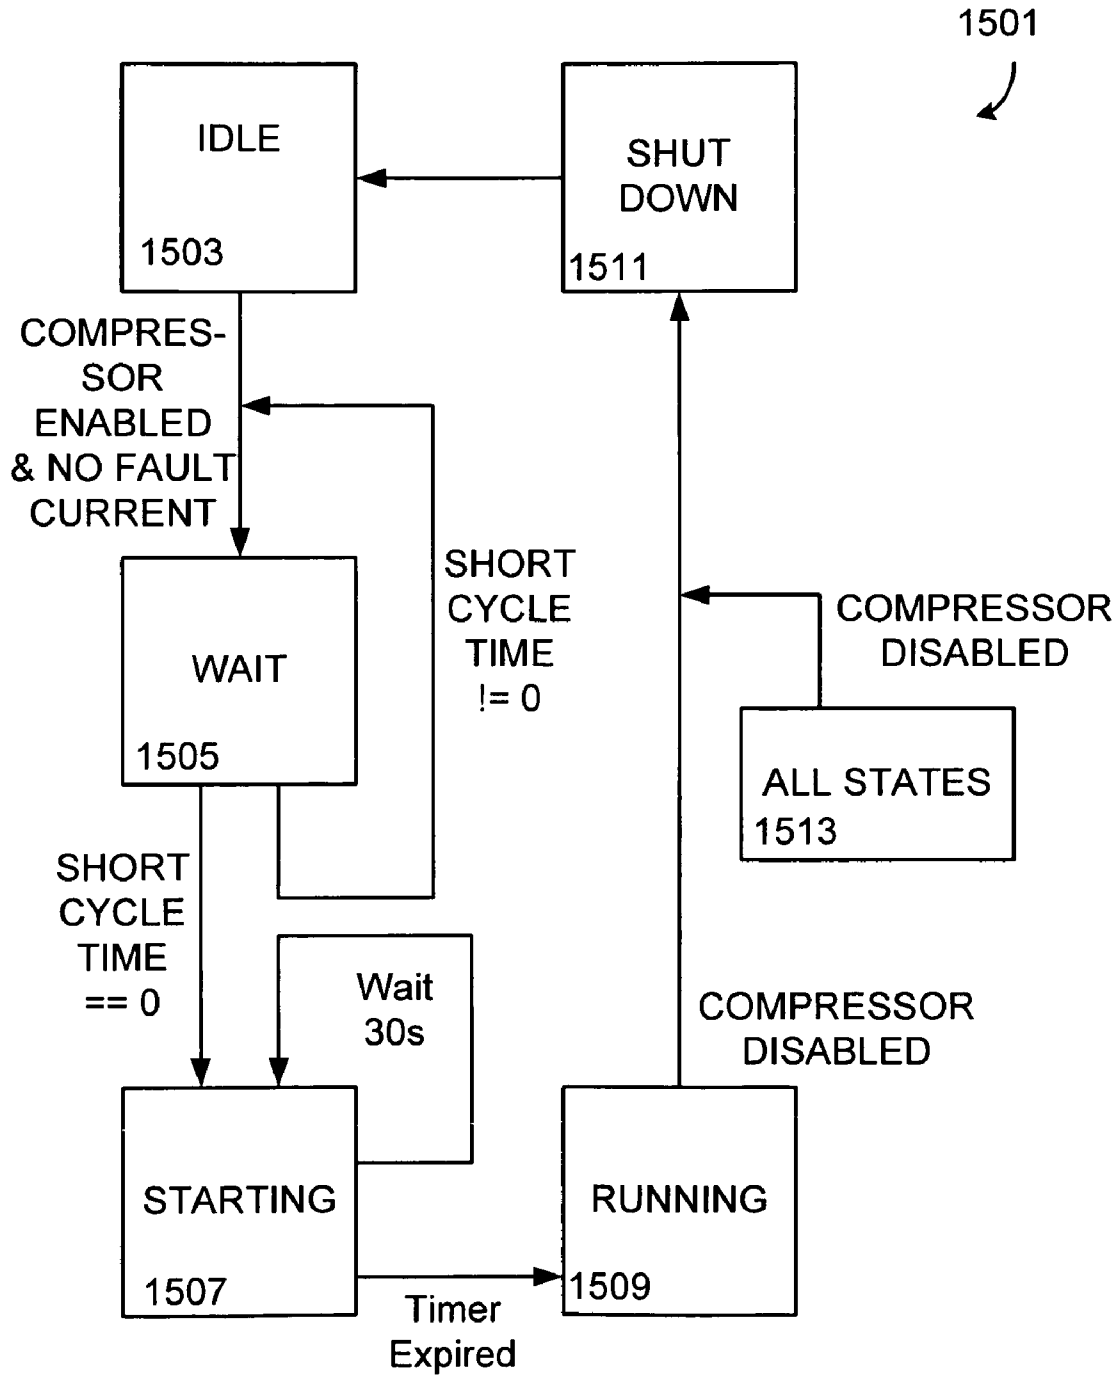 1501
IDLE
1503
SHUT
DOWN
1511
COMPRES-
SOR
ENABLED
& NO FAULT
CURRENT
SHORT
CYCLE
TIME
!= 0
WAIT
1505
COMPRESSOR
DISABLED
ALL STATES
1513
SHORT
CYCLE
TIME
== 0
Wait
30s
COMPRESSOR
DISABLED
STARTING
1507
RUNNING
1509
Timer
Expired